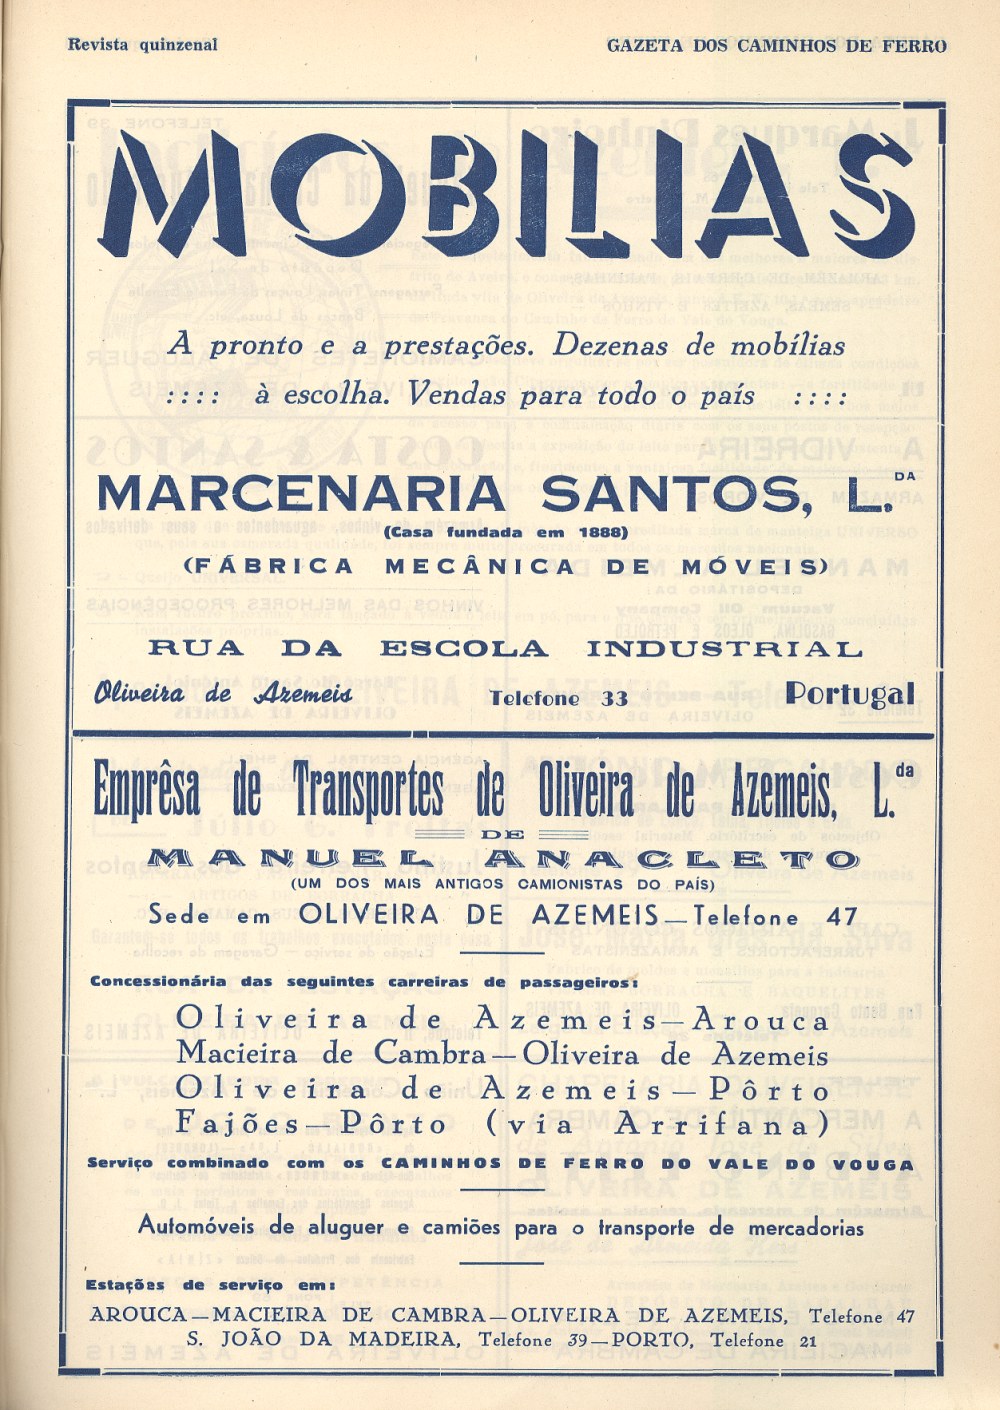 Revista quinzenal GAZETA DOS CAMINHOS DE FERRO
MOBILIAS
A pronto e a prestações. Dezenas de mobílias
:::: à escolha. Vendas para todo o país ::::
MARCENARIA SANTOS, L.DA
(Casa fundada em 1888)
(FÁBRICA MECÂNICA DE MÓVEIS)
RUA DA ESCOLA INDUSTRIAL
Oliveira de Azemeis Telefone 33 Portugal
Emprêsa de Transportes de Oliveira de Azemeis, L.da
DE
MANUEL ANACLETO
(UM DOS MAIS ANTIGOS CAMIONISTAS DO PAÍS)
Sede em OLIVEIRA DE AZEMEIS—Telefone 47
Concessionária das seguintes carreiras de passageiros:
Oliveira de Azemeis—Arouca
Macieira de Cambra—Oliveira de Azemeis
Oliveira de Azemeis—Pôrto
Fajões—Pôrto (via Arrifana)
Serviço combinado com os CAMINHOS DE FERRO DO VALE DO VOUGA
Automóveis de aluguer e camiões para o transporte de mercadorias
Estações de serviço em:
AROUCA—MACIEIRA DE CAMBRA—OLIVEIRA DE AZEMEIS, Telefone 47
S. JOÃO DA MADEIRA, Telefone 39—PORTO, Telefone 21